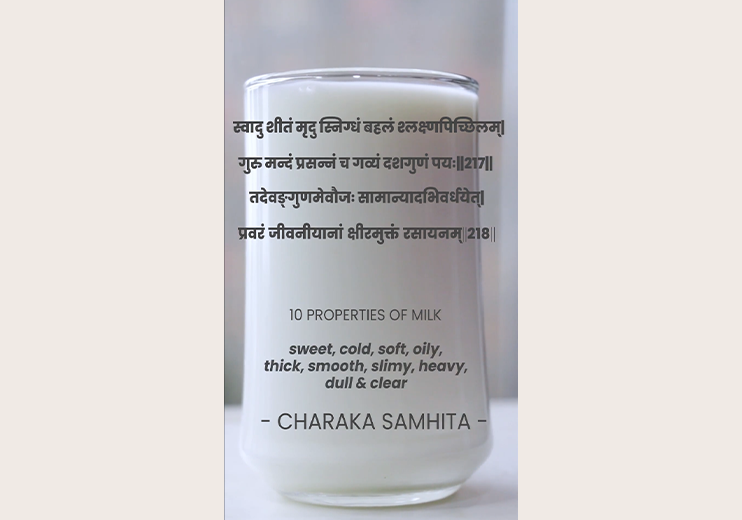 स्वादु शीतं मृदु स्निग्धं बहलं श्लक्ष्णपिच्छिलम्|
गुरु मन्दं प्रसन्नं च गव्यं दशगुणं पयः||217||
तदेवङ्गुणमेवौजः सामान्यादभिवर्धयेत्|
प्रवरं जीवनीयानां क्षीरमुक्तं रसायनम्||218||
10 PROPERTIES OF MILK
sweet, cold, soft, oily,
thick, smooth, slimy, heavy,
dull & clear
- CHARAKA SAMHITA -